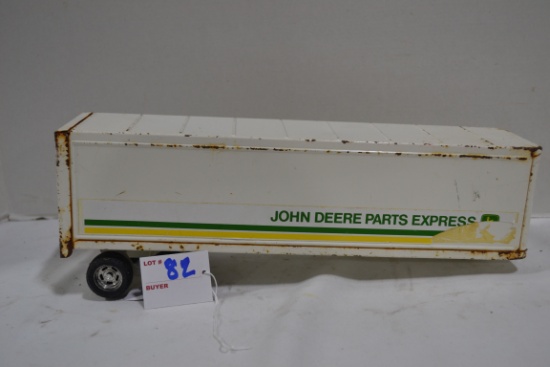 JOHN DEERE PARTS EXPRESS
LOT # 82
BUYER